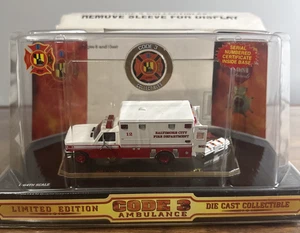 REMOVE SLEEVE FOR DISPLAY
CODE 3
SERIAL
NUMBERED
CERTIFICATE
INSIDE BASE
BALTIMORE CITY
FIRE DEPARTMENT
SCALE
LIMITED EDITION
CODE 3
AMBULANCE
DIE CAST COLLECTIBLE